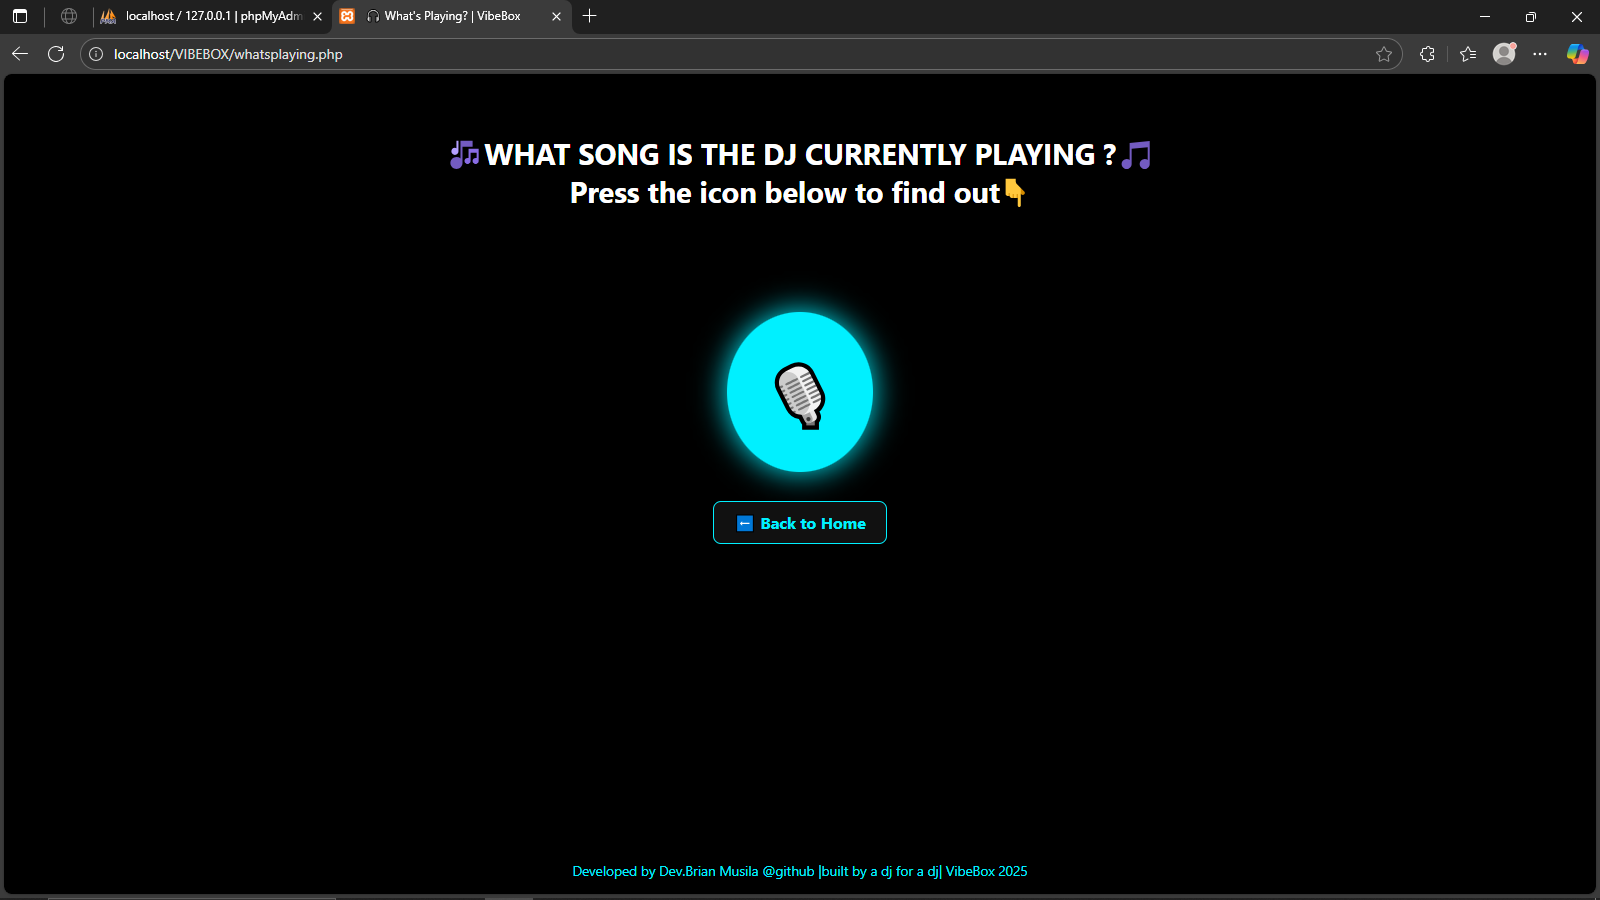 localhost / 127.0.0.1 | phpMyAdm
🎧 What's Playing? | VibeBox
localhost/VIBEBOX/whatsplaying.php
🎶WHAT SONG IS THE DJ CURRENTLY PLAYING ?🎵
Press the icon below to find out👇
⬅️ Back to Home
Developed by Dev.Brian Musila @github |built by a dj for a dj| VibeBox 2025